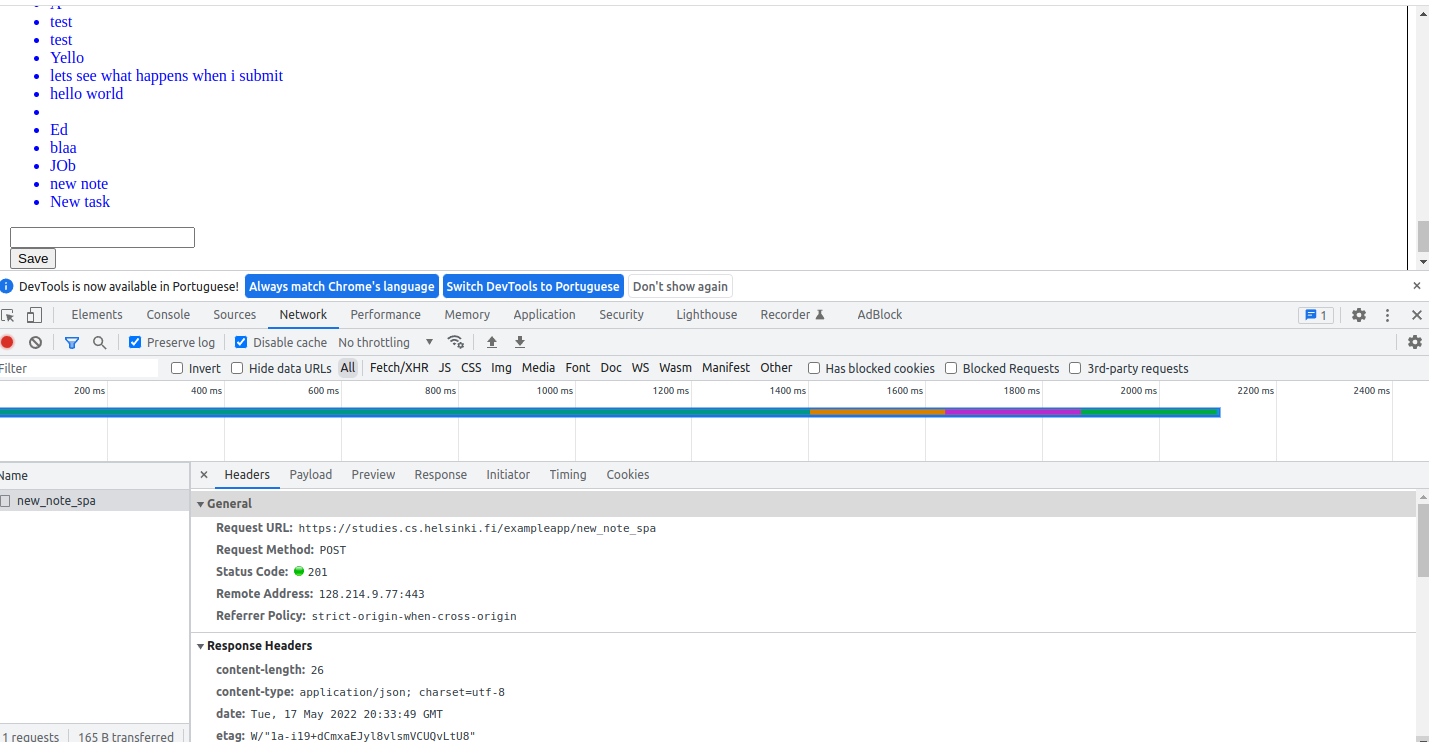 test
test
Yello
lets see what happens when i submit
hello world
Ed
blaa
JOb
new note
New task
Save
DevTools is now available in Portuguese! Always match Chrome's language Switch DevTools to Portuguese Don't show again
Elements Console Sources Network Performance Memory Application Security Lighthouse Recorder AdBlock 1
Preserve log Disable cache No throttling
Filter Invert Hide data URLs All Fetch/XHR JS CSS Img Media Font Doc WS Wasm Manifest Other Has blocked cookies Blocked Requests 3rd-party requests
200 ms 400 ms 600 ms 800 ms 1000 ms 1200 ms 1400 ms 1600 ms 1800 ms 2000 ms 2200 ms 2400 ms
Name Headers Payload Preview Response Initiator Timing Cookies
new_note_spa
General
Request URL: https://studies.cs.helsinki.fi/exampleapp/new_note_spa
Request Method: POST
Status Code: 201
Remote Address: 128.214.9.77:443
Referrer Policy: strict-origin-when-cross-origin
Response Headers
content-length: 26
content-type: application/json; charset=utf-8
date: Tue, 17 May 2022 20:33:49 GMT
etag: W/"1a-i19+dCmxaEJyl8vlsmVCUQvLtU8"
1 requests 165 B transferred